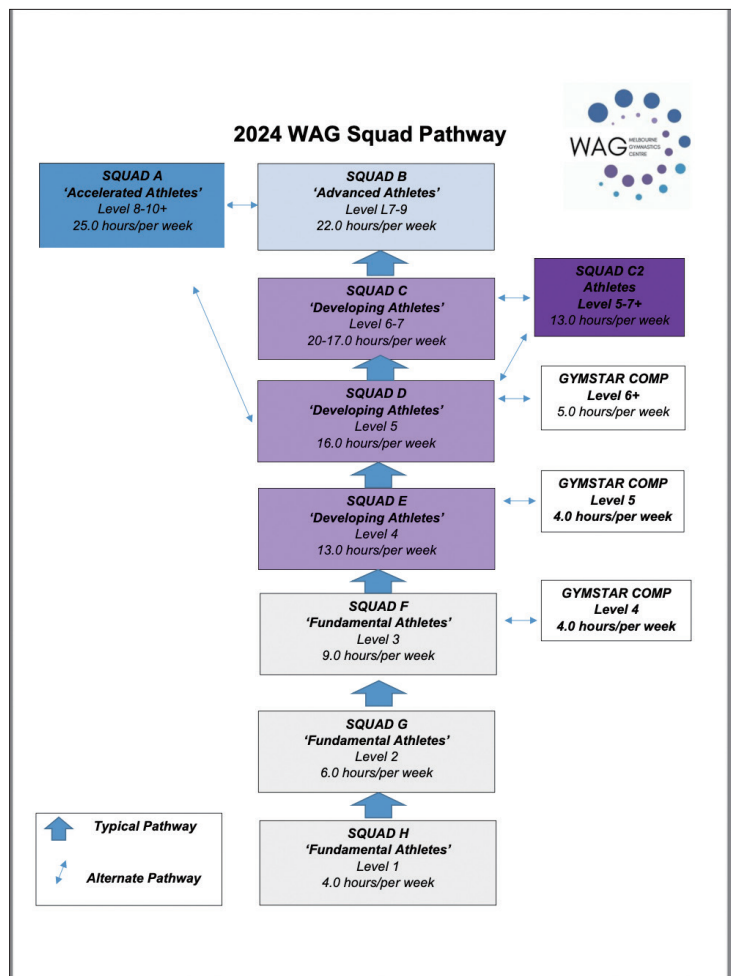 WAG
MELBOURNE
GYMNASTICS
CENTRE
2024 WAG Squad Pathway
SQUAD A
‘Accelerated Athletes’
Level 8-10+
25.0 hours/per week
SQUAD B
‘Advanced Athletes’
Level L7-9
22.0 hours/per week
SQUAD C
‘Developing Athletes’
Level 6-7
20-17.0 hours/per week
SQUAD C2
Athletes
Level 5-7+
13.0 hours/per week
SQUAD D
‘Developing Athletes’
Level 5
16.0 hours/per week
GYMSTAR COMP
Level 6+
5.0 hours/per week
SQUAD E
‘Developing Athletes’
Level 4
13.0 hours/per week
GYMSTAR COMP
Level 5
4.0 hours/per week
SQUAD F
‘Fundamental Athletes’
Level 3
9.0 hours/per week
GYMSTAR COMP
Level 4
4.0 hours/per week
SQUAD G
‘Fundamental Athletes’
Level 2
6.0 hours/per week
SQUAD H
‘Fundamental Athletes’
Level 1
4.0 hours/per week
Typical Pathway
Alternate Pathway